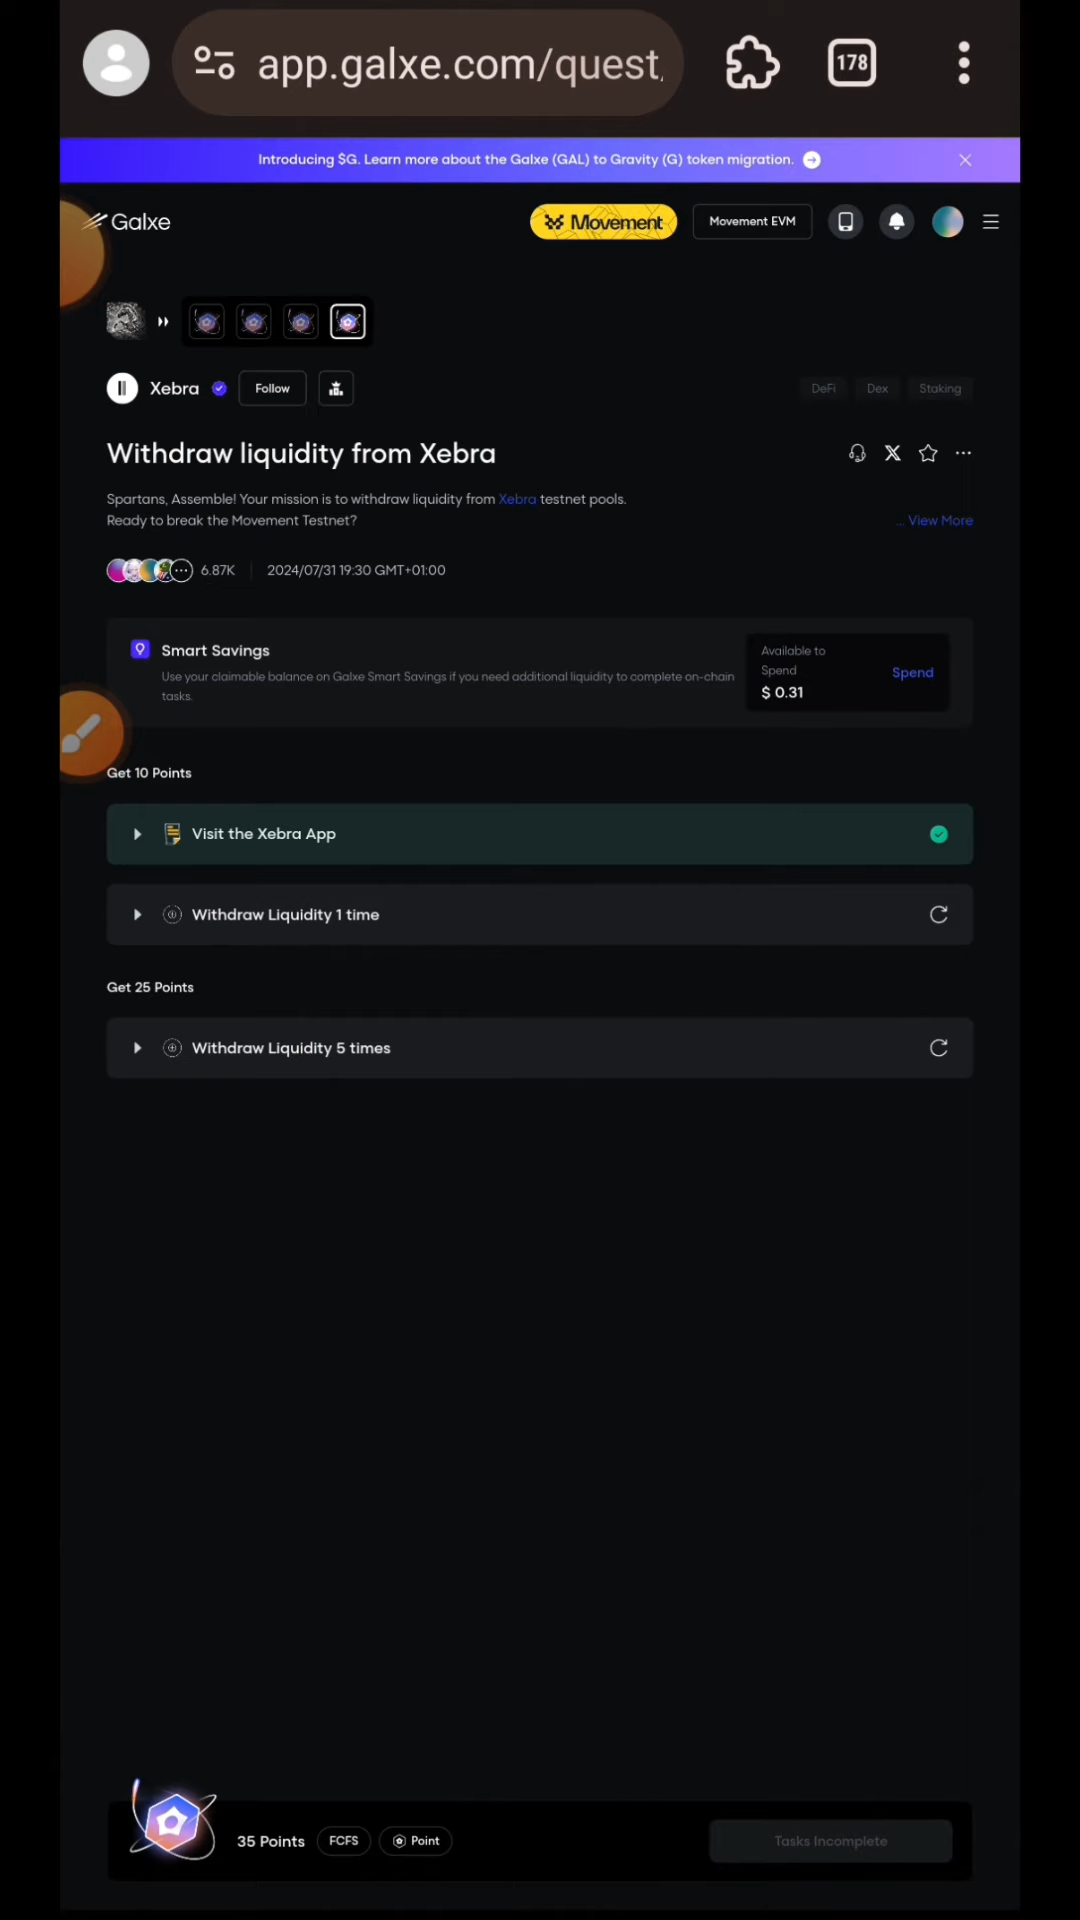 app.galxe.com/quest
178
Introducing $G. Learn more about the Galxe (GAL) to Gravity (G) token migration.
Galxe
Movement
Movement EVM
Xebra
Follow
DeFi
Dex
Staking
Withdraw liquidity from Xebra
Spartans, Assemble! Your mission is to withdraw liquidity from Xebra testnet pools.
Ready to break the Movement Testnet?
... View More
6.87K
2024/07/31 19:30 GMT+01:00
Smart Savings
Use your claimable balance on Galxe Smart Savings if you need additional liquidity to complete on-chain
tasks.
Available to
Spend
$ 0.31
Spend
Get 10 Points
Visit the Xebra App
Withdraw Liquidity 1 time
Get 25 Points
Withdraw Liquidity 5 times
35 Points
FCFS
Point
Tasks Incomplete